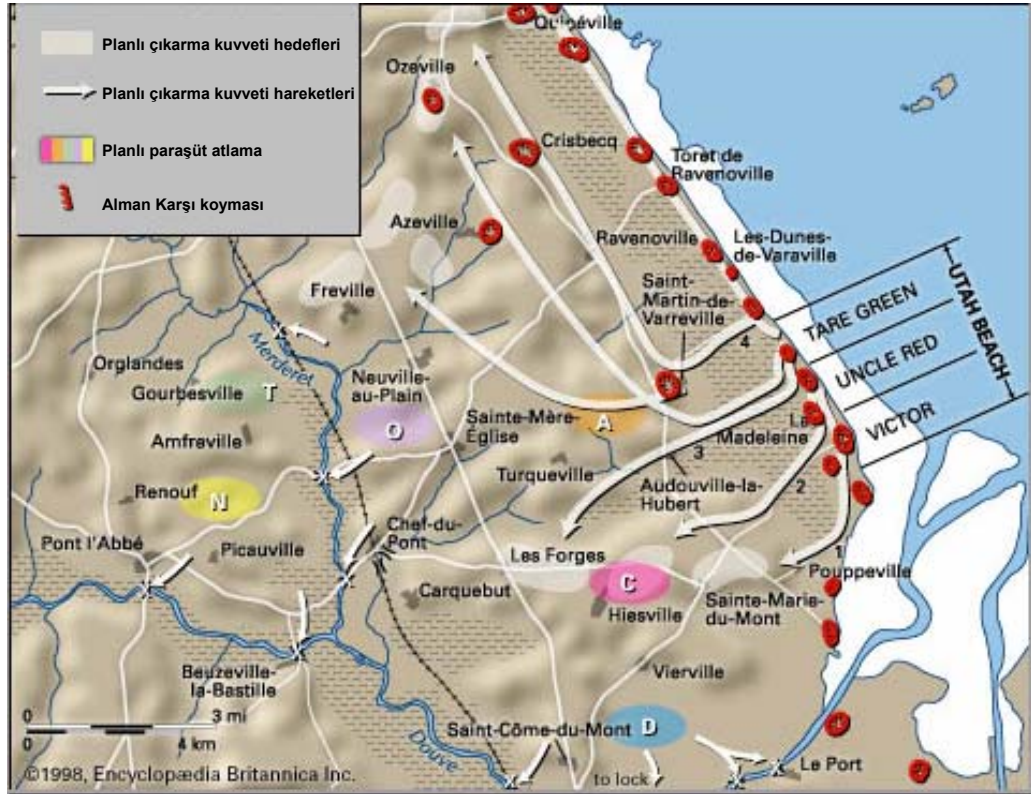 Planlı çıkarma kuvveti hedefleri
Planlı çıkarma kuvveti hareketleri
Planlı paraşüt atlama
Alman Karşı koyması
Quinéville
Ozeville
Crisbecq
Toret de
Ravenoville
Azeville
Ravenoville
Les-Dunes-
de-Varaville
Saint-
Martin-de-
Varreville
Freville
4
TARE GREEN
UTAH BEACH
UNCLE RED
VICTOR
Merderet
Orglandes
Gourbesville
T
Neuville-
au-Plain
O
Sainte-Mère-
Église
A
La
Madeleine
Amfreville
3
Turqueville
Audouville-la-
Hubert
2
Renouf
N
Chef-du-
Pont
Pont l'Abbé
Picauville
Les Forges
1
Pouppeville
C
Carquebut
Hiesville
Sainte-Marie-
du-Mont
Beuzeville-
la-Bastille
Vierville
0 3 mi
0 4 km
Saint-Côme-du-Mont
D
Douve
to lock
Le Port
©1998, Encyclopædia Britannica Inc.